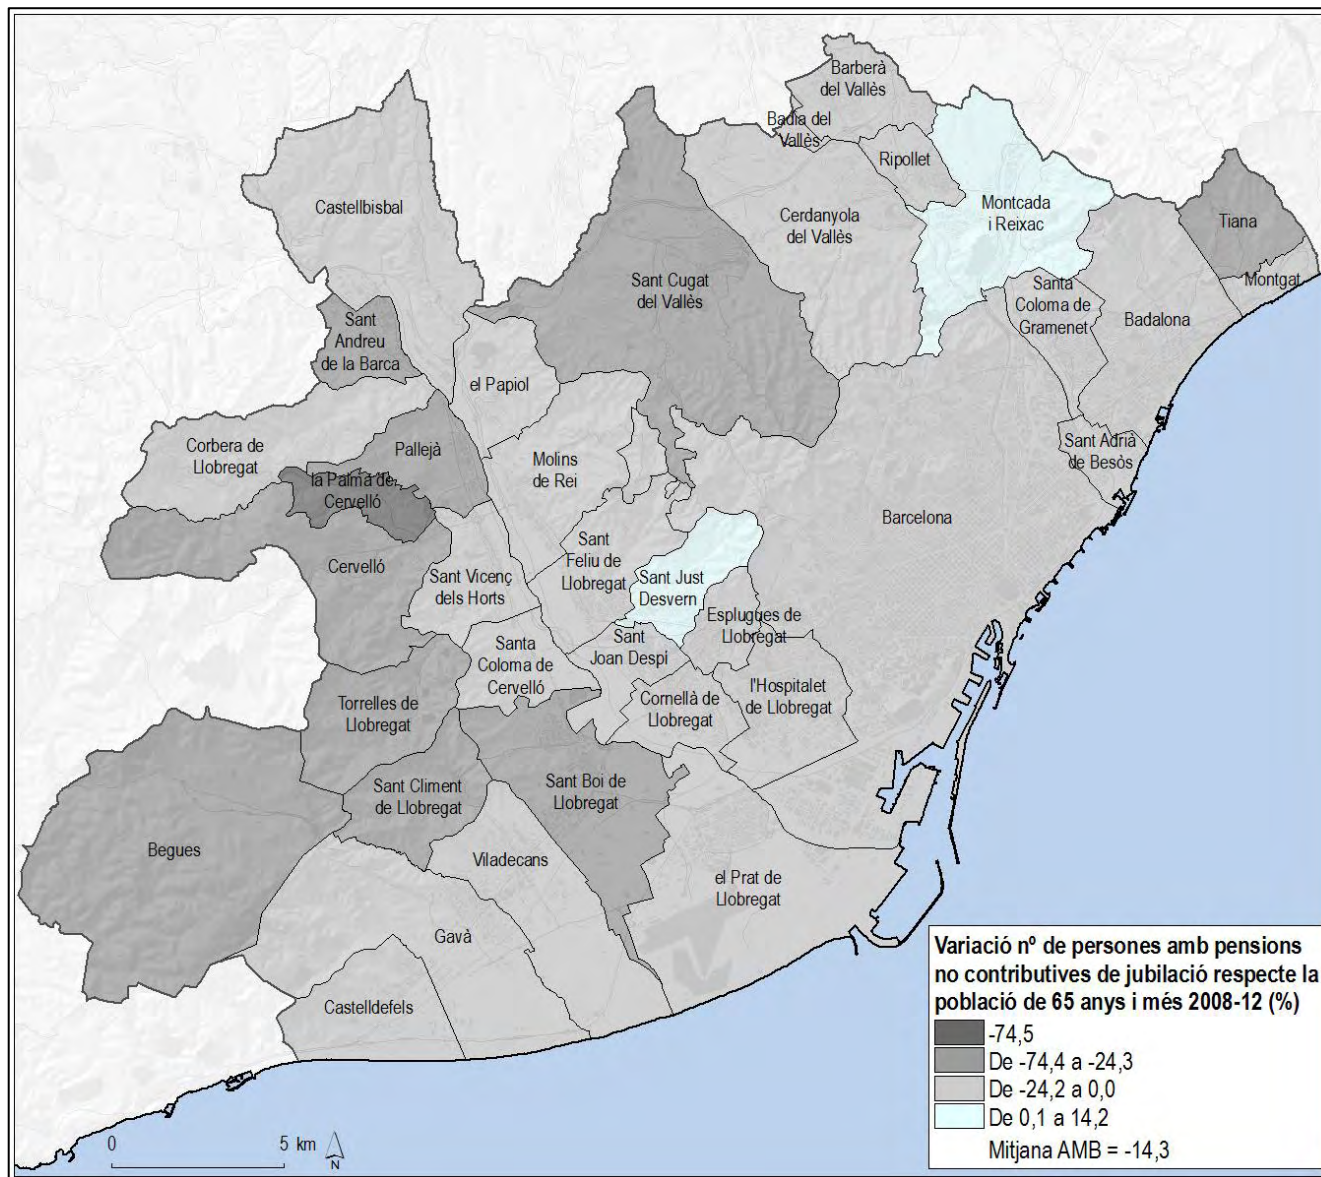 Barberà
del Vallès
Badia del
Vallès
Ripollet
Castellbisbal
Montcada
i Reixac
Cerdanyola
del Vallès
Tiana
Sant Cugat
del Vallès
Montgat
Santa
Coloma de
Gramenet
Badalona
Sant
Andreu
de la Barca
el Papiol
Corbera de
Llobregat
Pallejà
Molins
de Rei
Sant Adrià
de Besòs
la Palma de
Cervelló
Barcelona
Cervelló
Sant
Feliu de
Llobregat
Sant Vicenç
dels Horts
Sant Just
Desvern
Esplugues de
Llobregat
Santa
Coloma de
Cervelló
Sant
Joan Despí
Torrelles de
Llobregat
Cornellà de
Llobregat
l'Hospitalet
de Llobregat
Sant Climent
de Llobregat
Sant Boi de
Llobregat
Begues
Viladecans
el Prat de
Llobregat
Gavà
Castelldefels
Variació nº de persones amb pensions
no contributives de jubilació respecte la
població de 65 anys i més 2008-12 (%)
-74,5
De -74,4 a -24,3
De -24,2 a 0,0
De 0,1 a 14,2
Mitjana AMB = -14,3
0 5 km
N